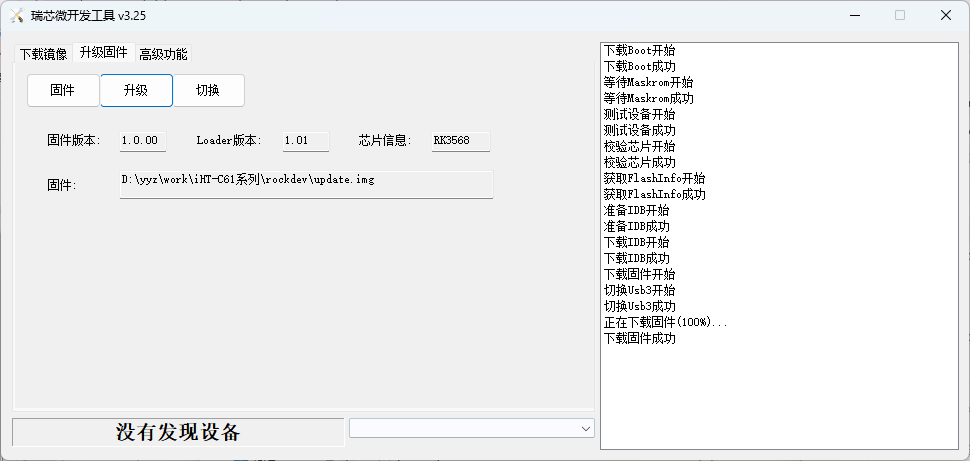 瑞芯微开发工具 v3.25
下载镜像 升级固件 高级功能
固件 升级 切换
固件版本: 1.0.00 Loader版本: 1.01 芯片信息: RK3568
固件: D:\yyz\work\iHT-C61系列\rockdev\update.img
没有发现设备
下载Boot开始
下载Boot成功
等待Maskrom开始
等待Maskrom成功
测试设备开始
测试设备成功
校验芯片开始
校验芯片成功
获取FlashInfo开始
获取FlashInfo成功
准备IDB开始
准备IDB成功
下载IDB开始
下载IDB成功
下载固件开始
切换Usb3开始
切换Usb3成功
正在下载固件(100%)...
下载固件成功